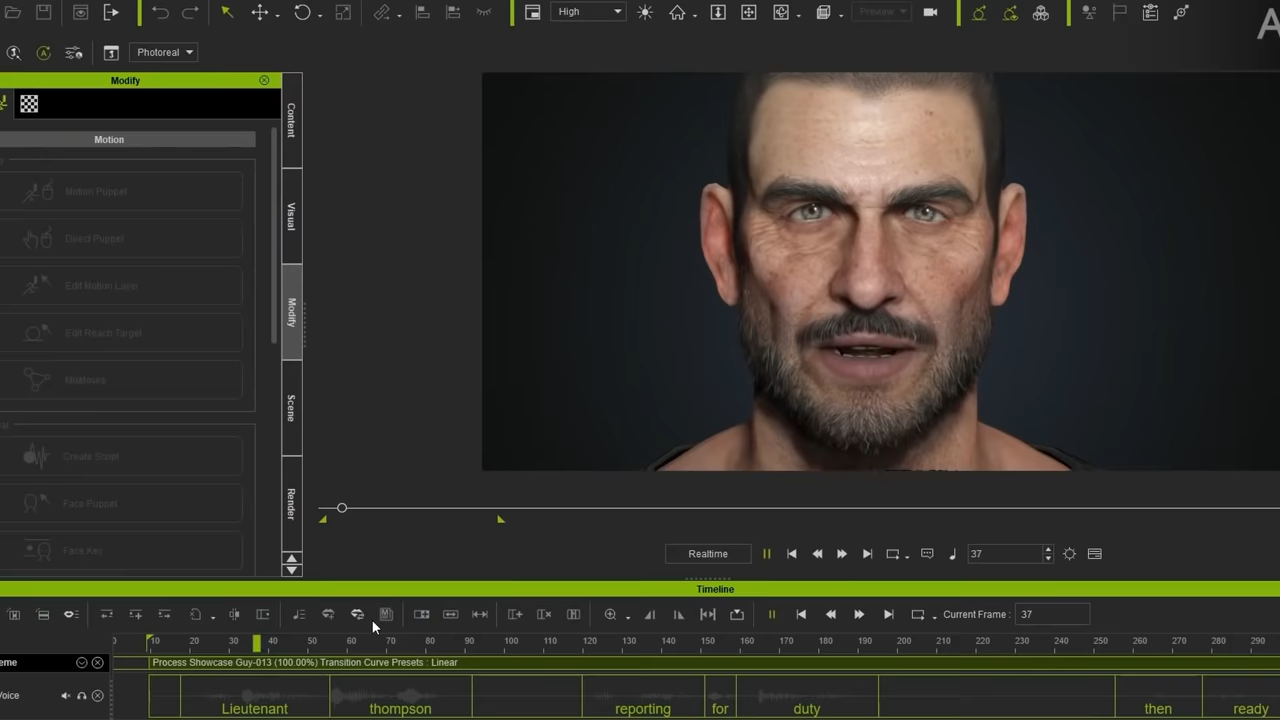 High
Preview
A
Photoreal
Modify
Motion
Motion Puppet
Direct Puppet
Edit Motion Layer
Edit Reach Target
MixMoves
Create Script
Face Puppet
Face Key
Content
Visual
Modify
Scene
Render
Realtime
37
Timeline
Current Frame : 37
0 10 20 30 40 50 60 70 80 90 100 110 120 130 140 150 160 170 180 190 200 210 220 230 240 250 260 270 280 290
eme
Process Showcase Guy-013 (100.00%) Transition Curve Presets : Linear
Voice
Lieutenant thompson reporting for duty then ready